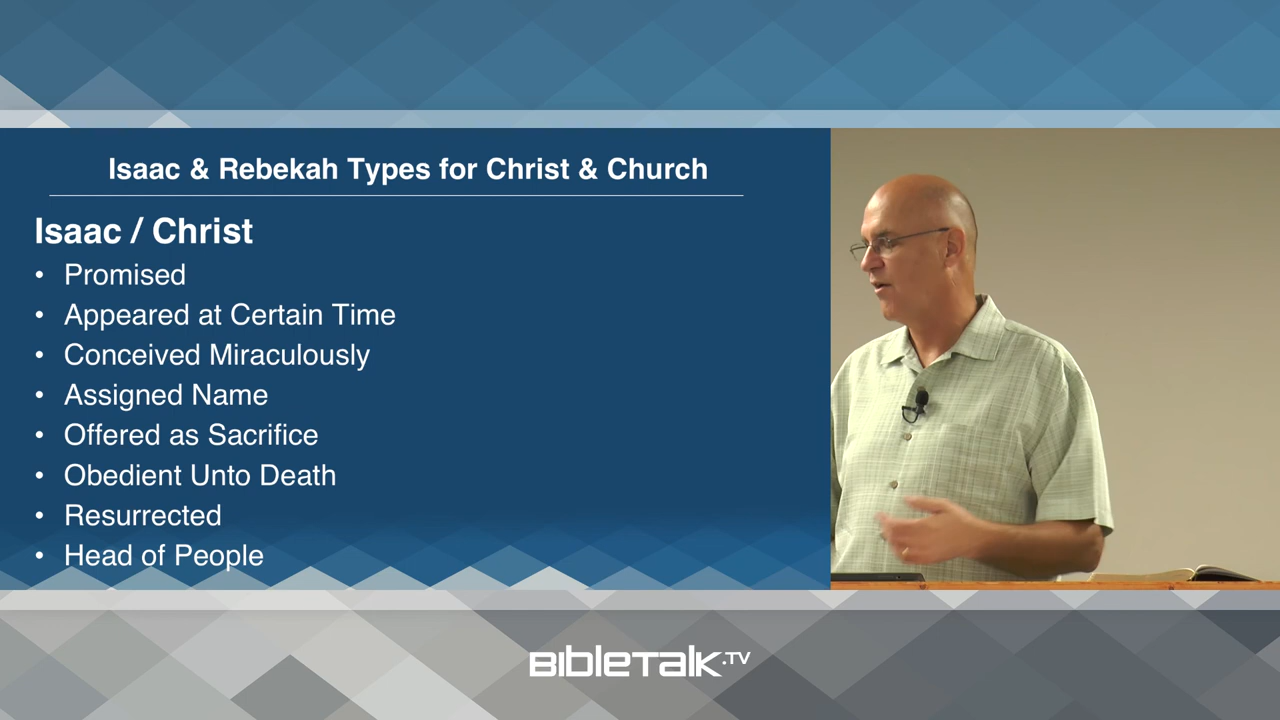 Isaac & Rebekah Types for Christ & Church
Isaac / Christ
• Promised
• Appeared at Certain Time
• Conceived Miraculously
• Assigned Name
• Offered as Sacrifice
• Obedient Unto Death
• Resurrected
• Head of People
BIBLETALK.TV